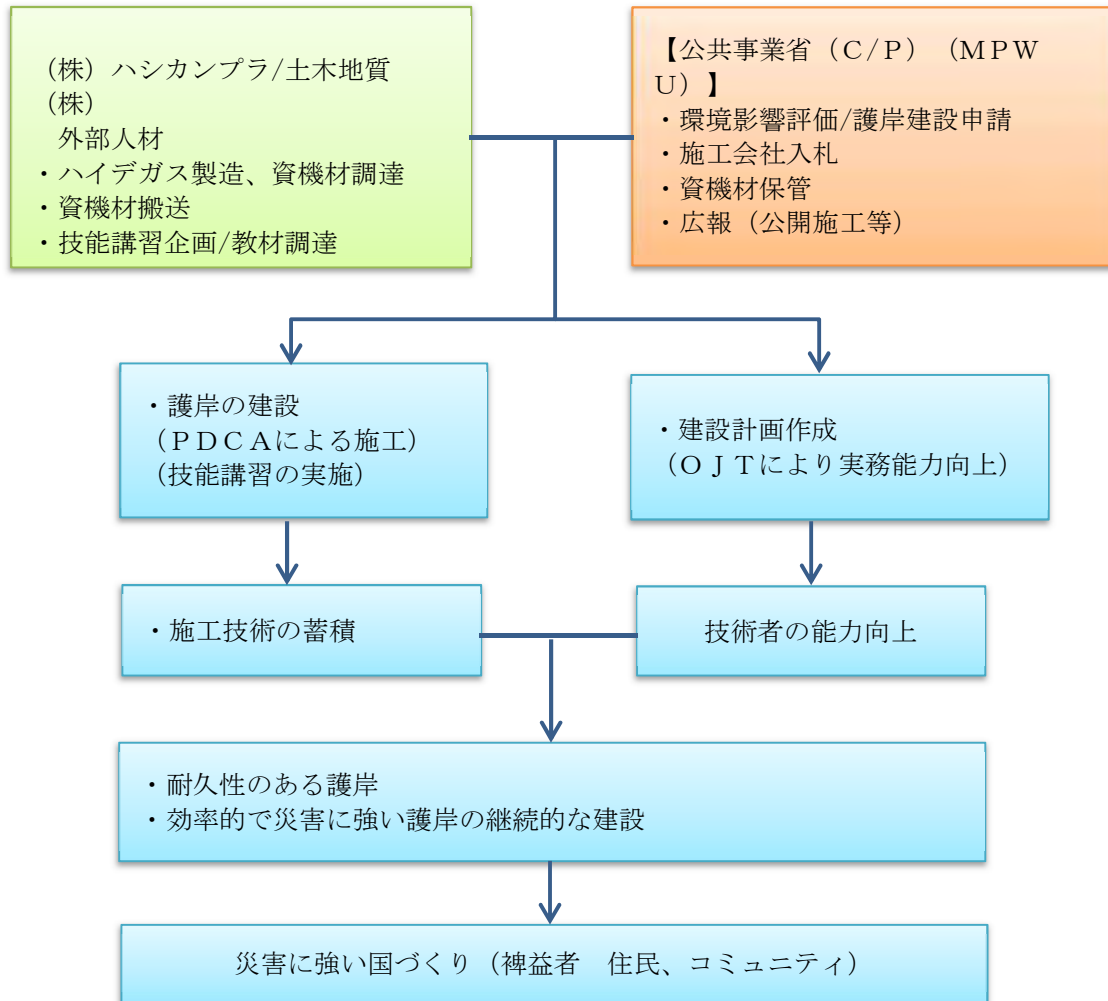 (株)ハシカンプラ/土木地質
(株)
外部人材
・ハイデガス製造、資機材調達
・資機材搬送
・技能講習企画/教材調達
【公共事業省(C/P)(MPW
U)】
・環境影響評価/護岸建設申請
・施工会社入札
・資機材保管
・広報(公開施工等)
・護岸の建設
(PDCAによる施工)
(技能講習の実施)
・建設計画作成
(OJTにより実務能力向上)
・施工技術の蓄積
技術者の能力向上
・耐久性のある護岸
・効率的で災害に強い護岸の継続的な建設
災害に強い国づくり(裨益者 住民、コミュニティ)